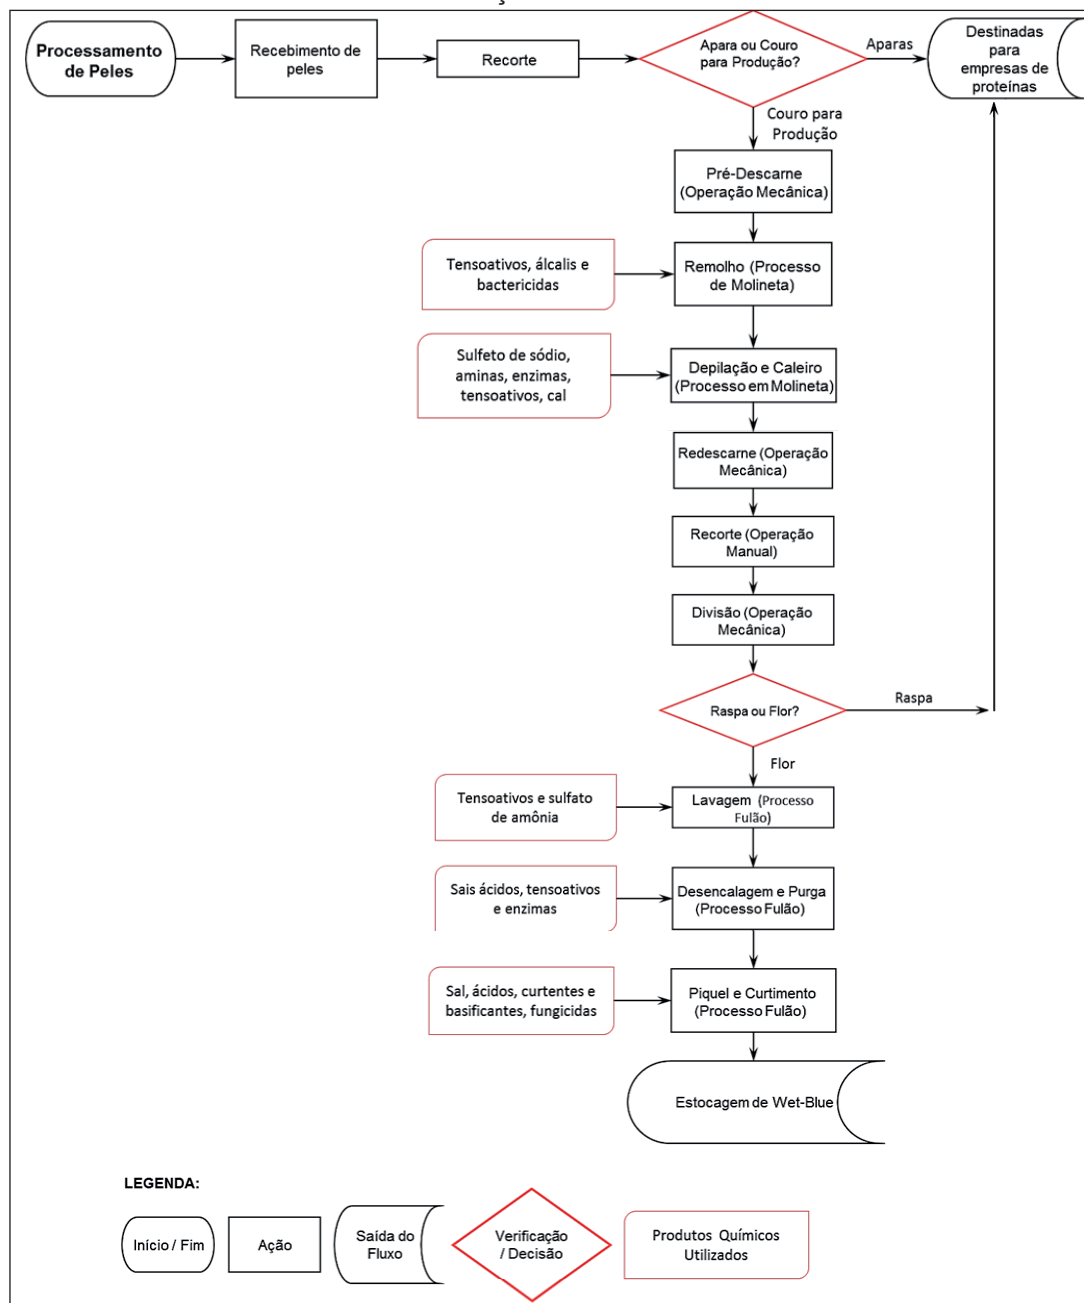 Processamento
de Peles
Recebimento de
peles
Recorte
Apara ou Couro
para Produção?
Aparas
Destinadas
para
empresas de
proteínas
Couro para
Produção
Pré-Descarne
(Operação Mecânica)
Tensoativos, álcalis e
bactericidas
Remolho (Processo
de Molineta)
Sulfeto de sódio,
aminas, enzimas,
tensoativos, cal
Depilação e Caleiro
(Processo em Molineta)
Redescarne (Operação
Mecânica)
Recorte (Operação
Manual)
Divisão (Operação
Mecânica)
Raspa ou Flor?
Raspa
Flor
Tensoativos e sulfato
de amônia
Lavagem (Processo
Fulão)
Sais ácidos, tensoativos
e enzimas
Desencalagem e Purga
(Processo Fulão)
Sal, ácidos, curtentes e
basificantes, fungicidas
Piquel e Curtimento
(Processo Fulão)
Estocagem de Wet-Blue
LEGENDA:
Início / Fim
Ação
Saída do
Fluxo
Verificação
/ Decisão
Produtos Químicos
Utilizados